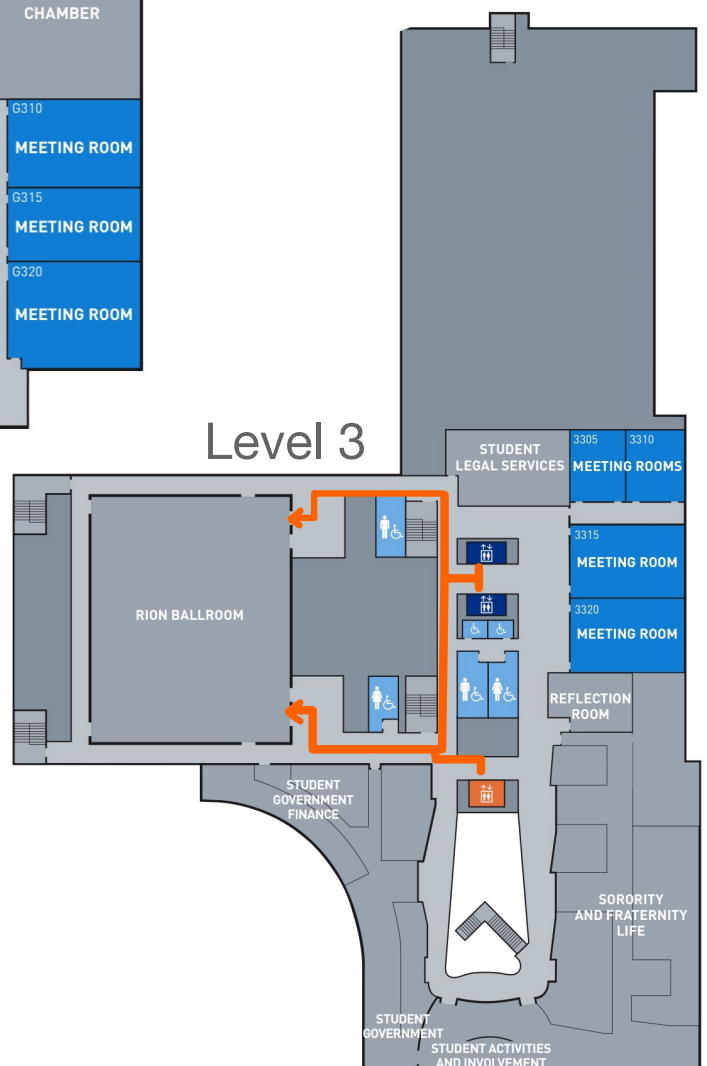 CHAMBER
G310
MEETING ROOM
G315
MEETING ROOM
G320
MEETING ROOM
Level 3
STUDENT
LEGAL SERVICES
3305 3310
MEETING ROOMS
3315
MEETING ROOM
3320
MEETING ROOM
RION BALLROOM
REFLECTION
ROOM
STUDENT
GOVERNMENT
FINANCE
SORORITY
AND FRATERNITY
LIFE
STUDENT
GOVERNMENT
STUDENT ACTIVITIES
AND INVOLVEMENT